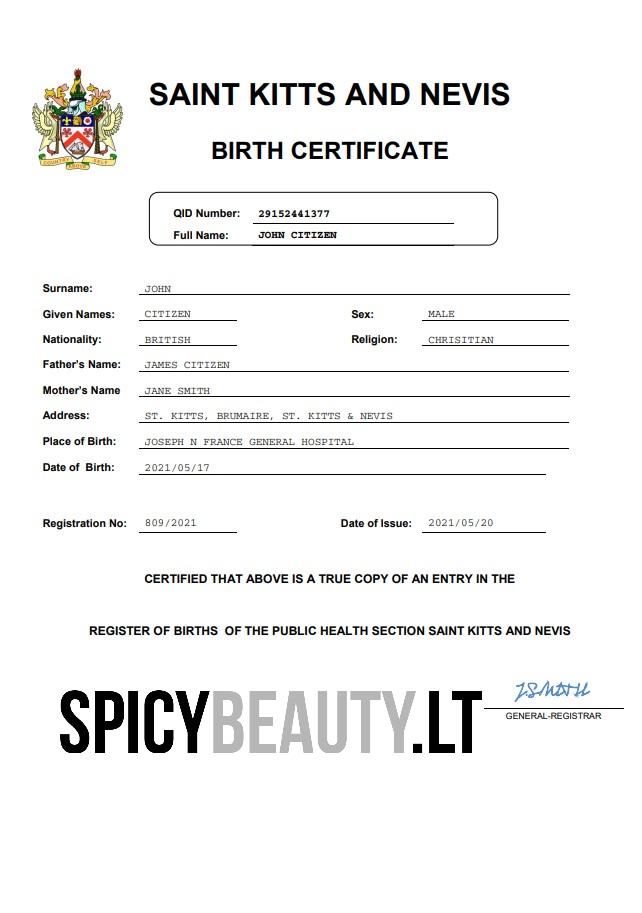 SAINT KITTS AND NEVIS
BIRTH CERTIFICATE
COUNTRY ABOVE SELF
QID Number: 29152441377
Full Name: JOHN CITIZEN
Surname: JOHN
Given Names: CITIZEN Sex: MALE
Nationality: BRITISH Religion: CHRISITIAN
Father's Name: JAMES CITIZEN
Mother's Name JANE SMITH
Address: ST. KITTS, BRUMAIRE, ST. KITTS & NEVIS
Place of Birth: JOSEPH N FRANCE GENERAL HOSPITAL
Date of Birth: 2021/05/17
Registration No: 809/2021 Date of Issue: 2021/05/20
CERTIFIED THAT ABOVE IS A TRUE COPY OF AN ENTRY IN THE
REGISTER OF BIRTHS OF THE PUBLIC HEALTH SECTION SAINT KITTS AND NEVIS
J.SMITH
SPICYBEAUTY.LT
GENERAL-REGISTRAR